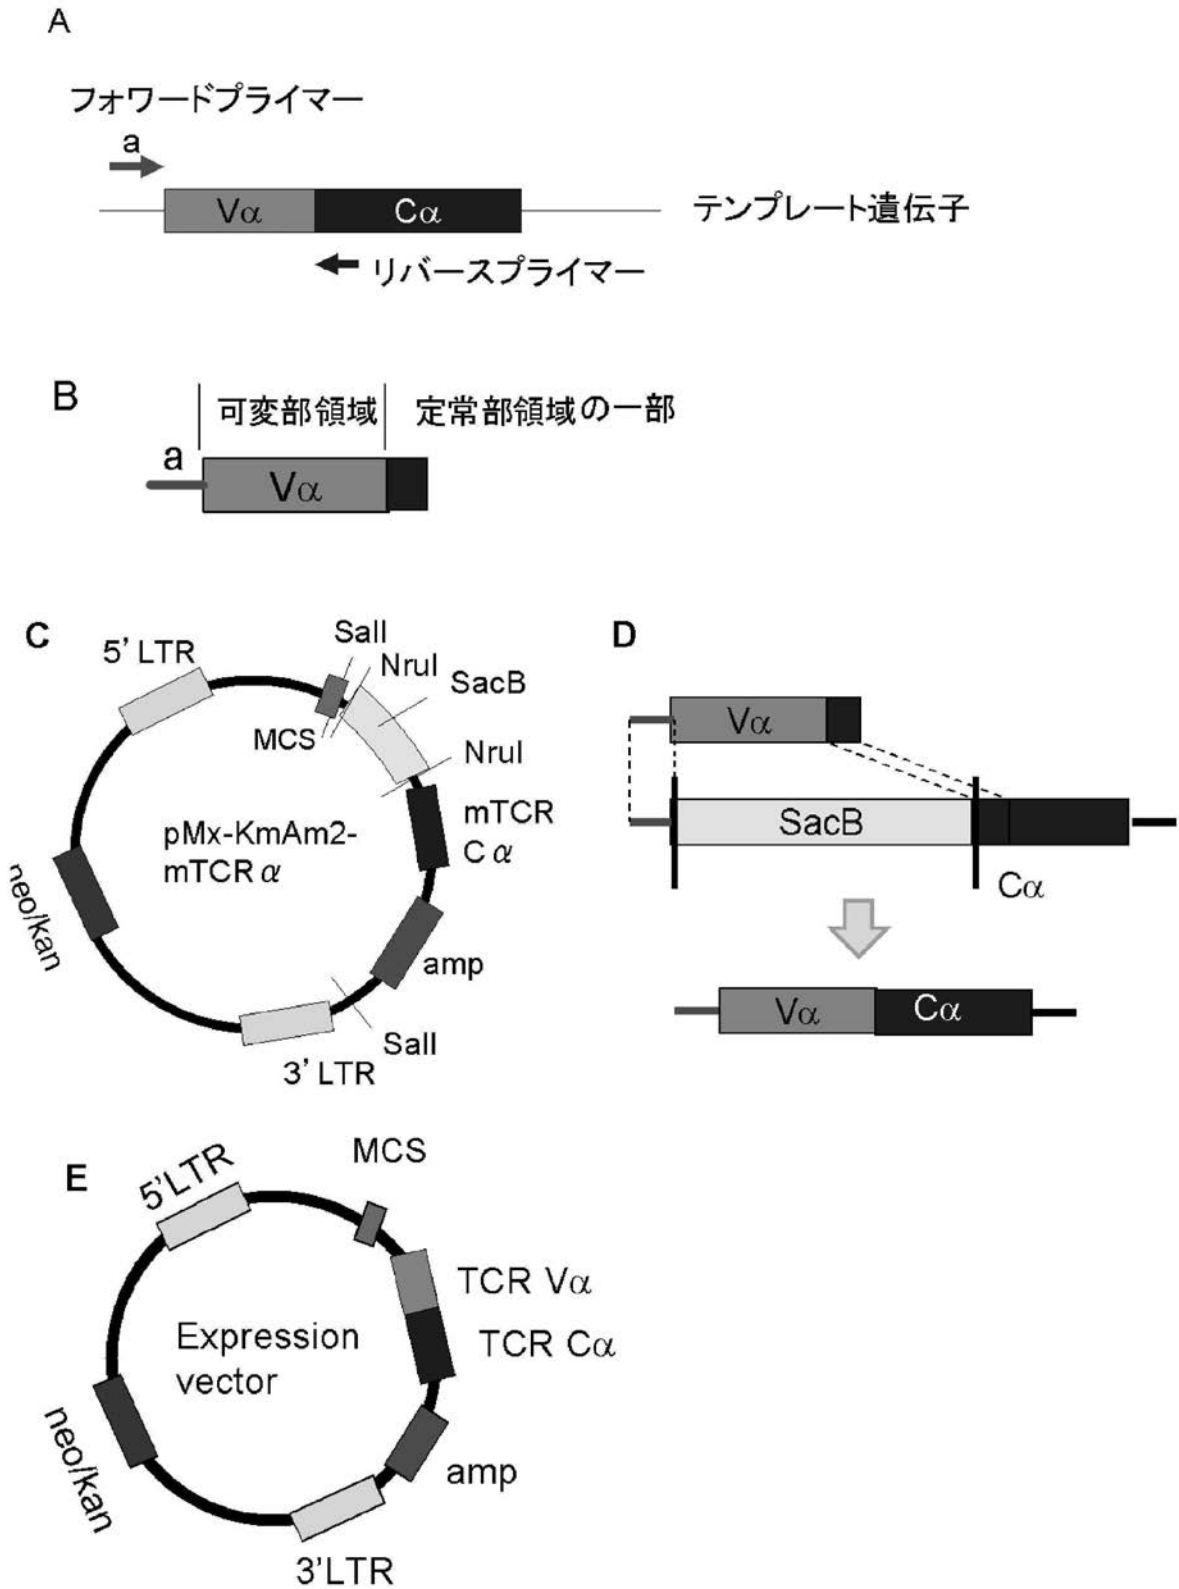 A
フォワードプライマー
a
Vα
Cα
テンプレート遺伝子
リバースプライマー
B
可変部領域
定常部領域の一部
a
Vα
C
5' LTR
SalI
NruI
SacB
MCS
NruI
mTCR
Cα
pMx-KmAm2-
mTCRα
neo/kan
amp
SalI
3' LTR
D
Vα
SacB
Cα
Vα
Cα
E
5'LTR
MCS
TCR Vα
TCR Cα
Expression
vector
neo/kan
amp
3'LTR